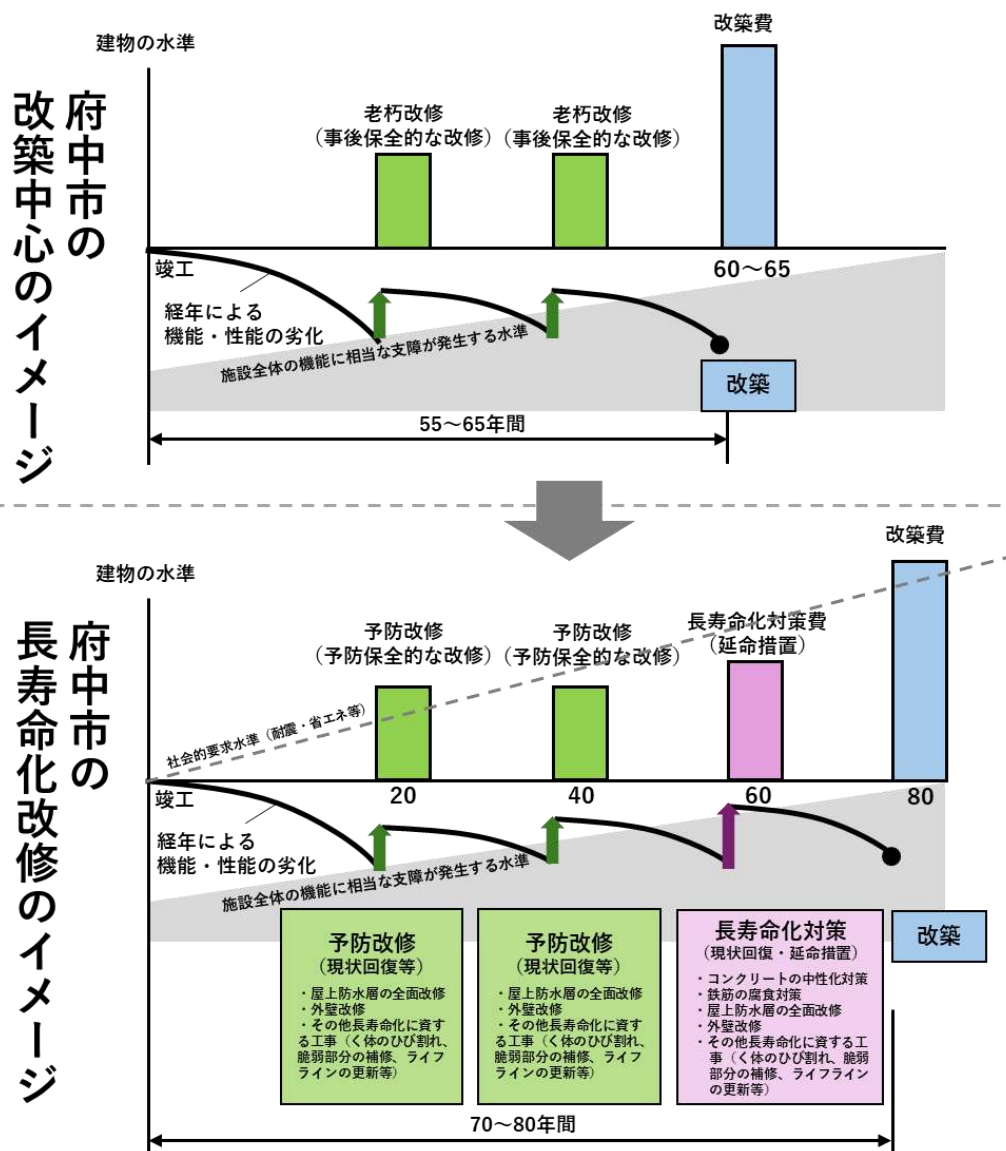 府中市の
改築中心のイメージ
建物の水準
改築費
老朽改修
（事後保全的な改修）
老朽改修
（事後保全的な改修）
竣工
60～65
経年による
機能・性能の劣化
施設全体の機能に相当な支障が発生する水準
改築
55～65年間
府中市の
長寿命化改修のイメージ
建物の水準
改築費
予防改修
（予防保全的な改修）
予防改修
（予防保全的な改修）
長寿命化対策費
（延命措置）
社会的要求水準（耐震・省エネ等）
竣工
20
40
60
80
経年による
機能・性能の劣化
施設全体の機能に相当な支障が発生する水準
予防改修
（現状回復等）
・屋上防水層の全面改修
・外壁改修
・その他長寿命化に資す
る工事（く体のひび割れ、
脆弱部分の補修、ライフ
ラインの更新等）
予防改修
（現状回復等）
・屋上防水層の全面改修
・外壁改修
・その他長寿命化に資す
る工事（く体のひび割れ、
脆弱部分の補修、ライフ
ラインの更新等）
長寿命化対策
（現状回復・延命措置）
・コンクリートの中性化対策
・鉄筋の腐食対策
・屋上防水層の全面改修
・外壁改修
・その他長寿命化に資する工
事（く体のひび割れ、脆弱
部分の補修、ライフライン
の更新等）
改築
70～80年間